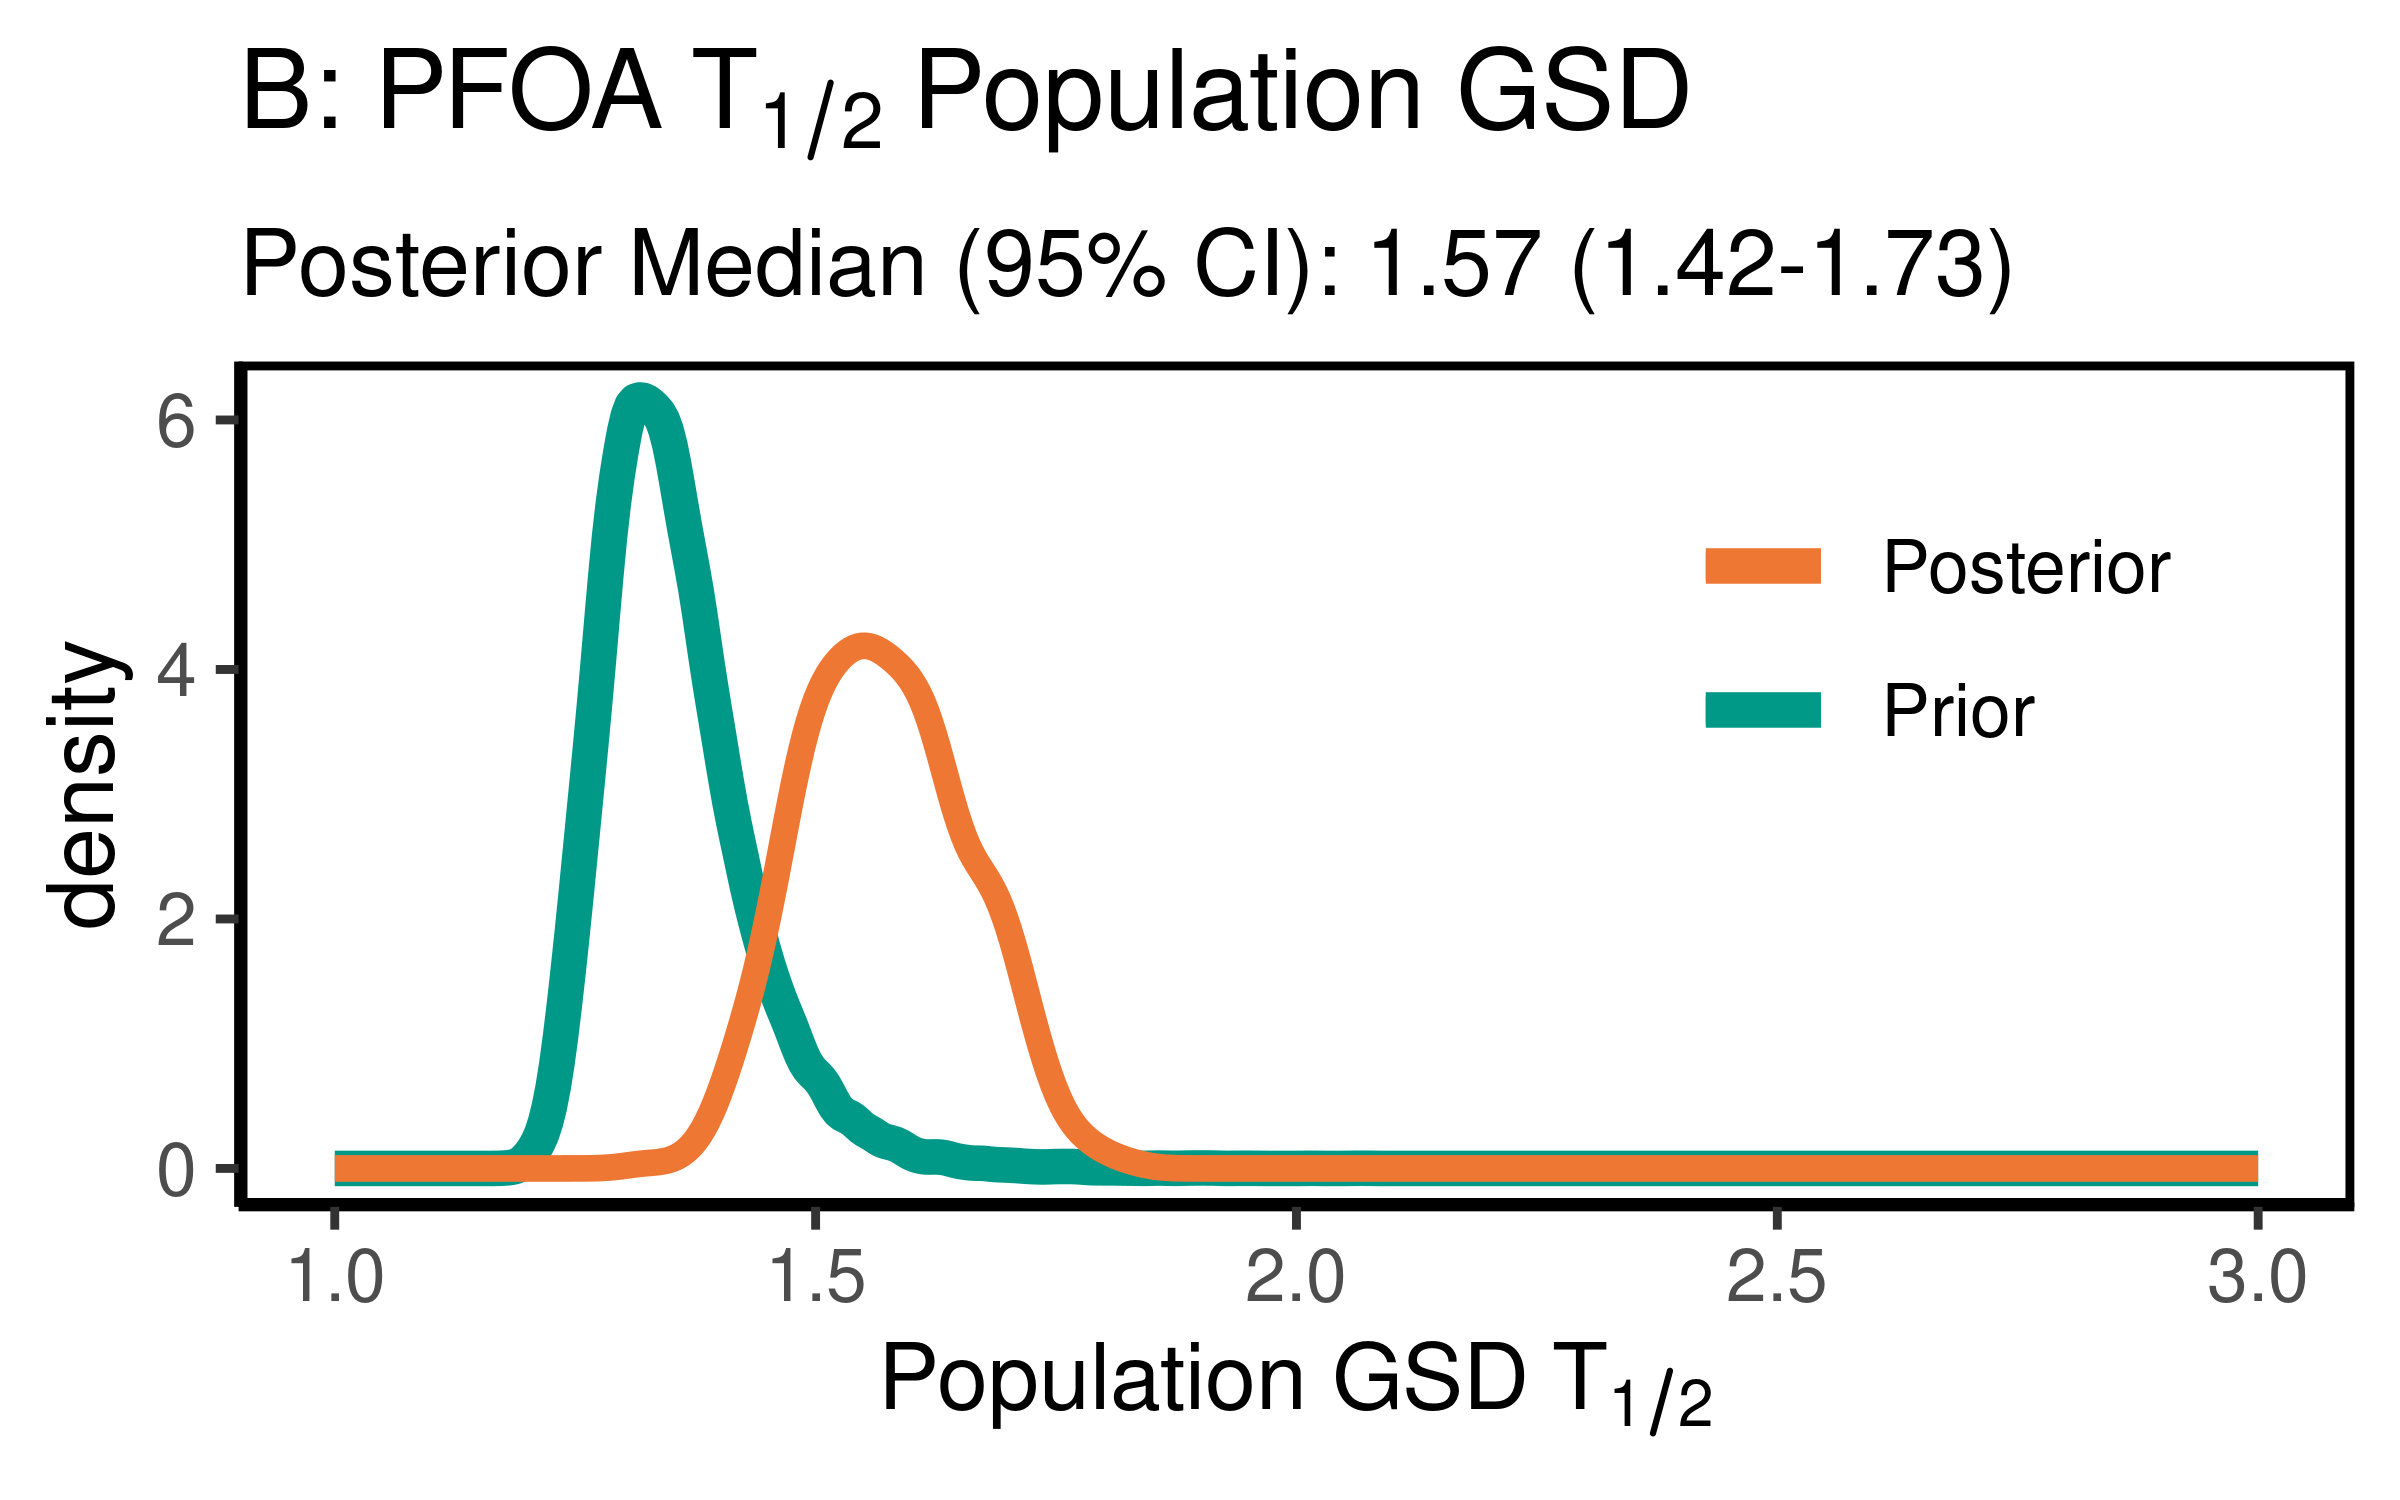 B: PFOA T1/2 Population GSD
Posterior Median (95% CI): 1.57 (1.42-1.73)
density
6
4
2
0
Posterior
Prior
1.0 1.5 2.0 2.5 3.0
Population GSD T1/2